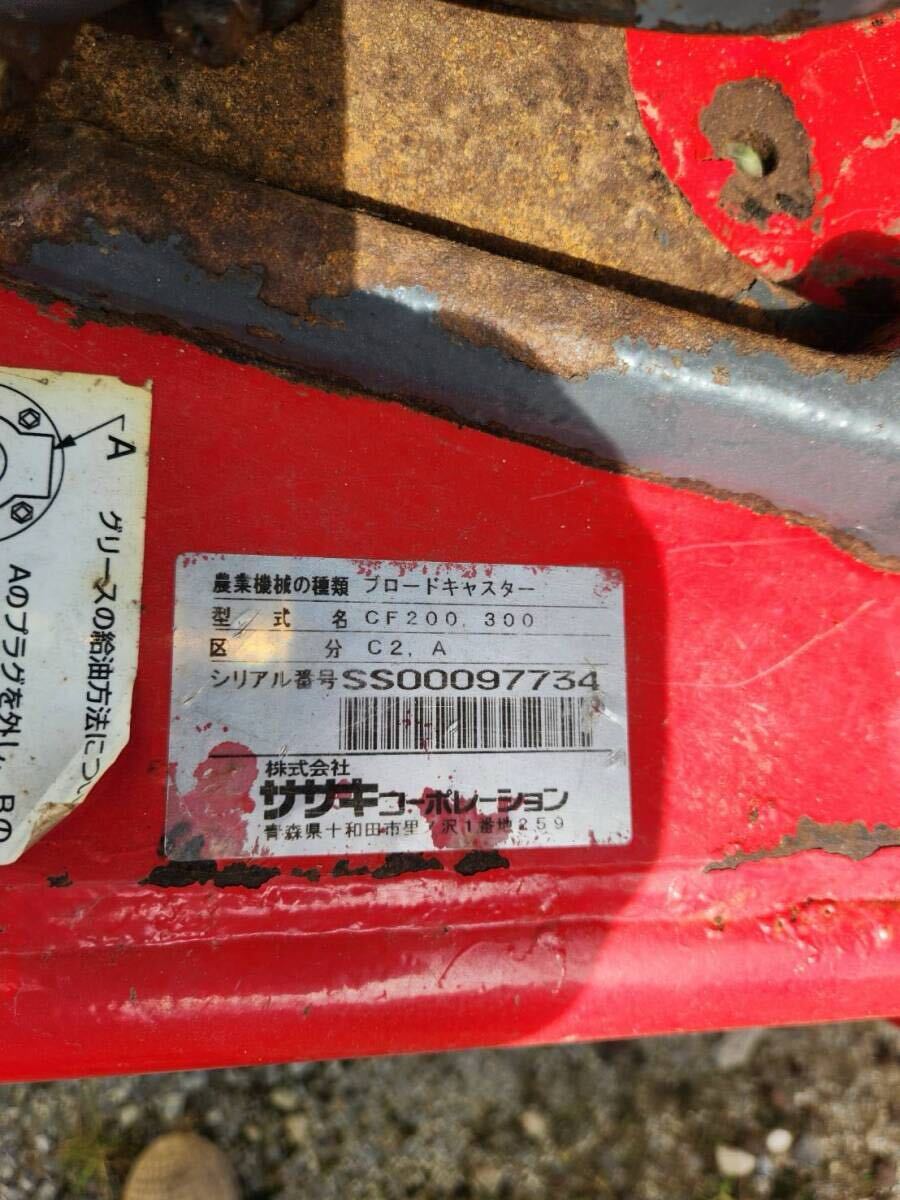 A
グリースの給油方法につ
Aのプラグを外し、Bの
農業機械の種類 ブロードキャスター
型式名 CF200, 300
区分 C2, A
シリアル番号 SS00097734
株式会社
ササキコーポレーション
青森県十和田市里ノ沢1番地259